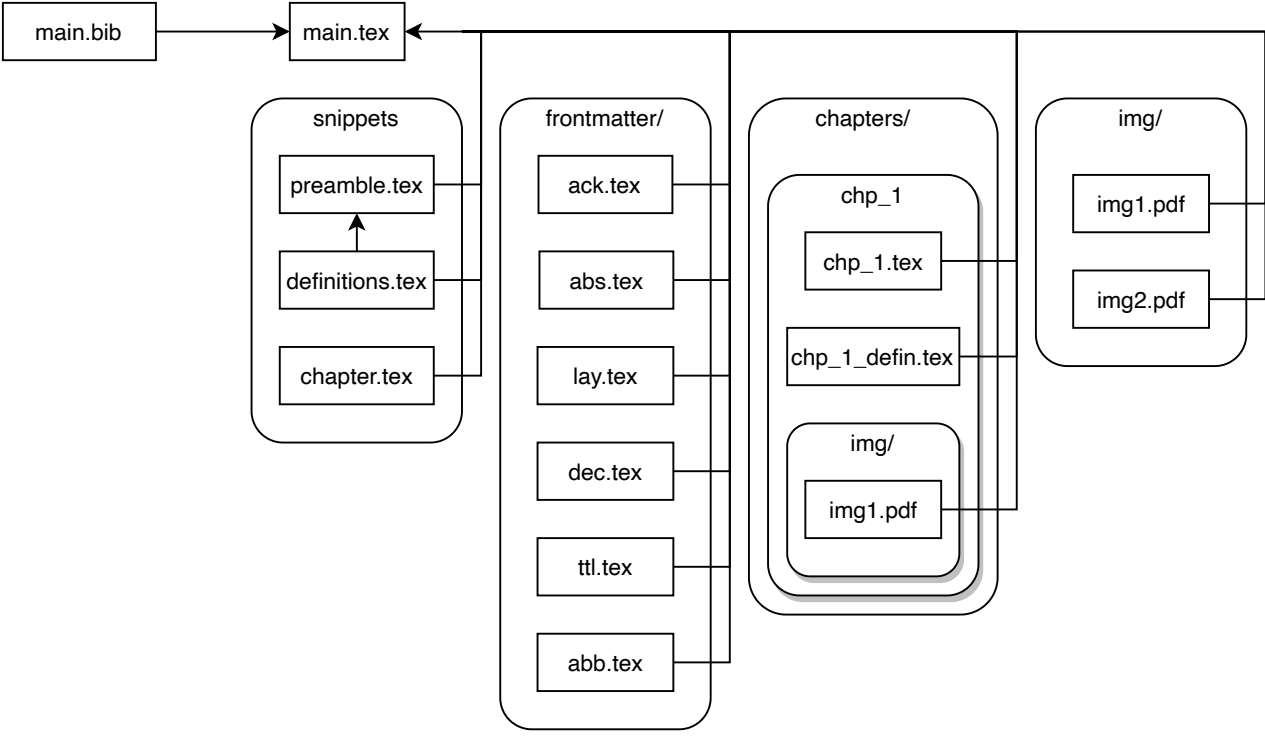 main.bib
main.tex
snippets
preamble.tex
definitions.tex
chapter.tex
frontmatter/
ack.tex
abs.tex
lay.tex
dec.tex
ttl.tex
abb.tex
chapters/
chp_1
chp_1.tex
chp_1_defin.tex
img/
img1.pdf
img/
img1.pdf
img2.pdf